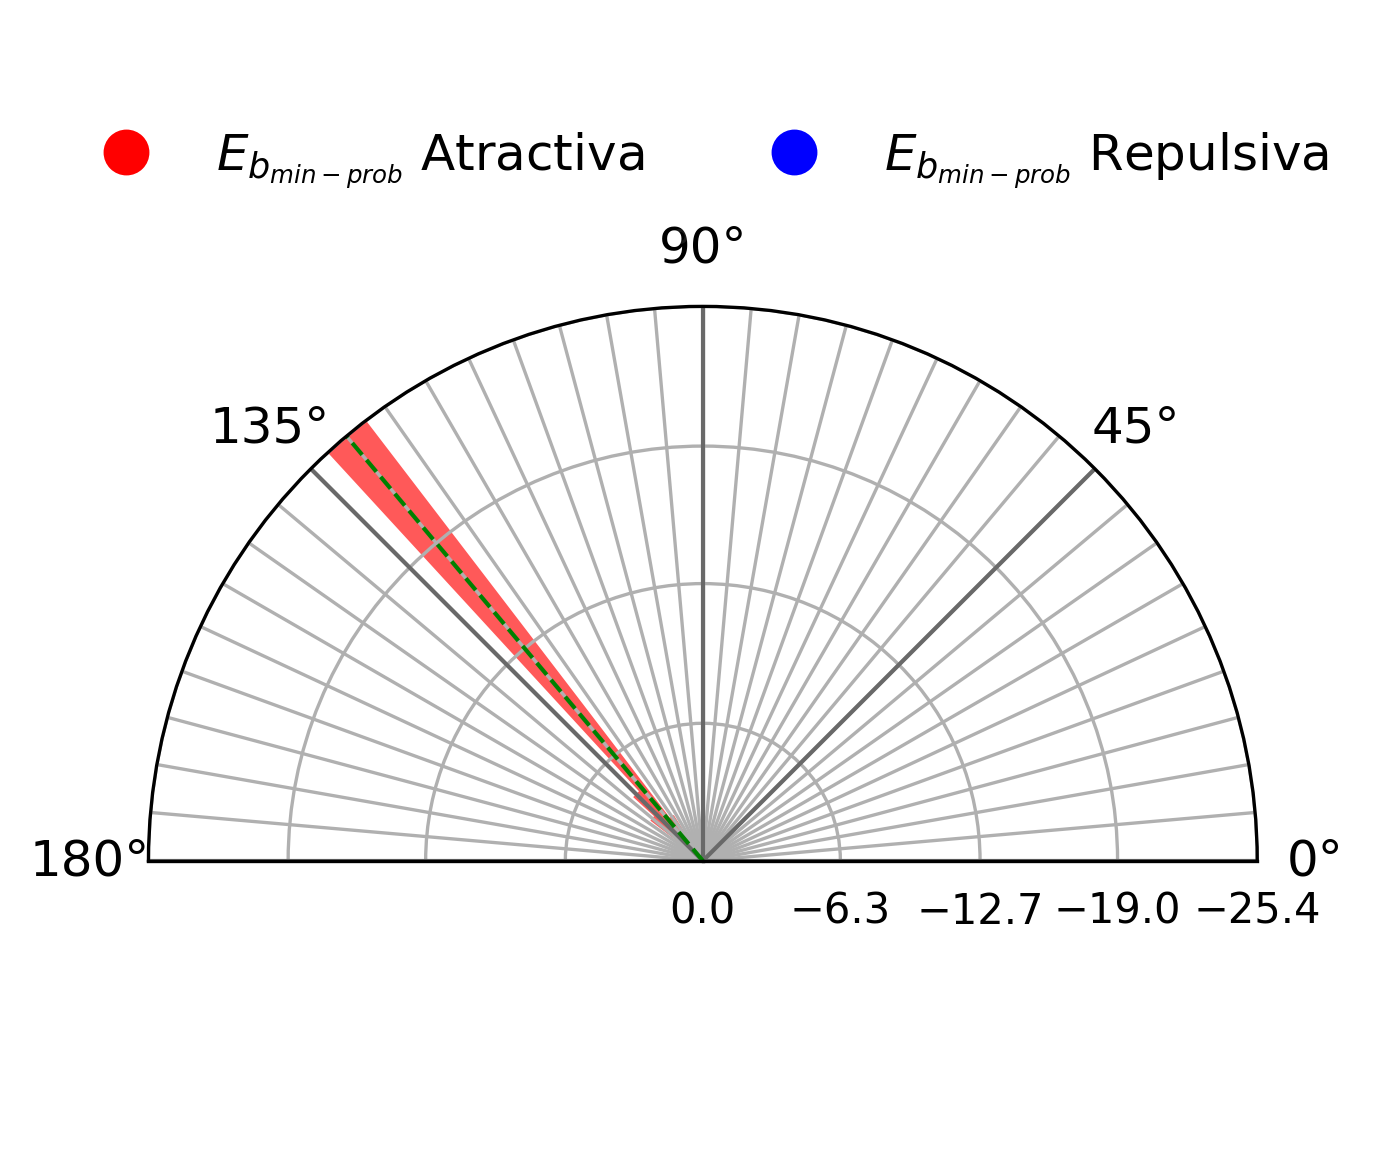 E_{b_{min−prob}} Atractiva E_{b_{min−prob}} Repulsiva
90°
135° 45°
180° 0°
0.0 −6.3 −12.7 −19.0 −25.4